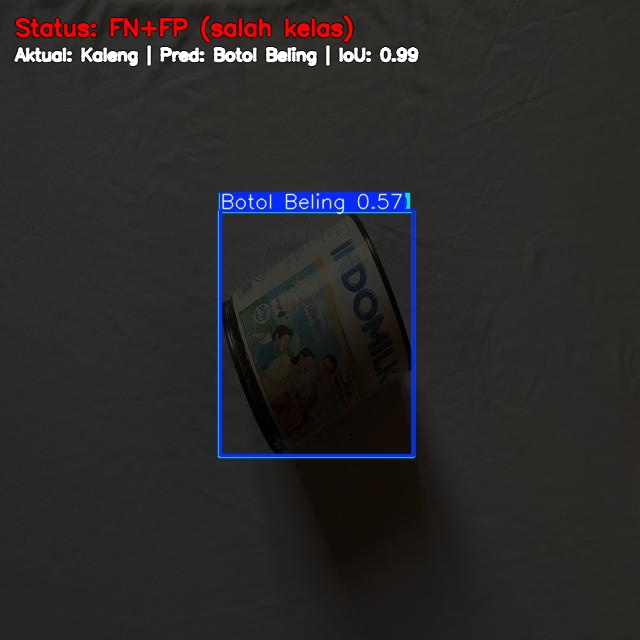 Status: FN+FP (salah kelas)
Aktual: Kaleng | Pred: Botol Beling | IoU: 0.99
Botol Beling 0.57
INDOMILK